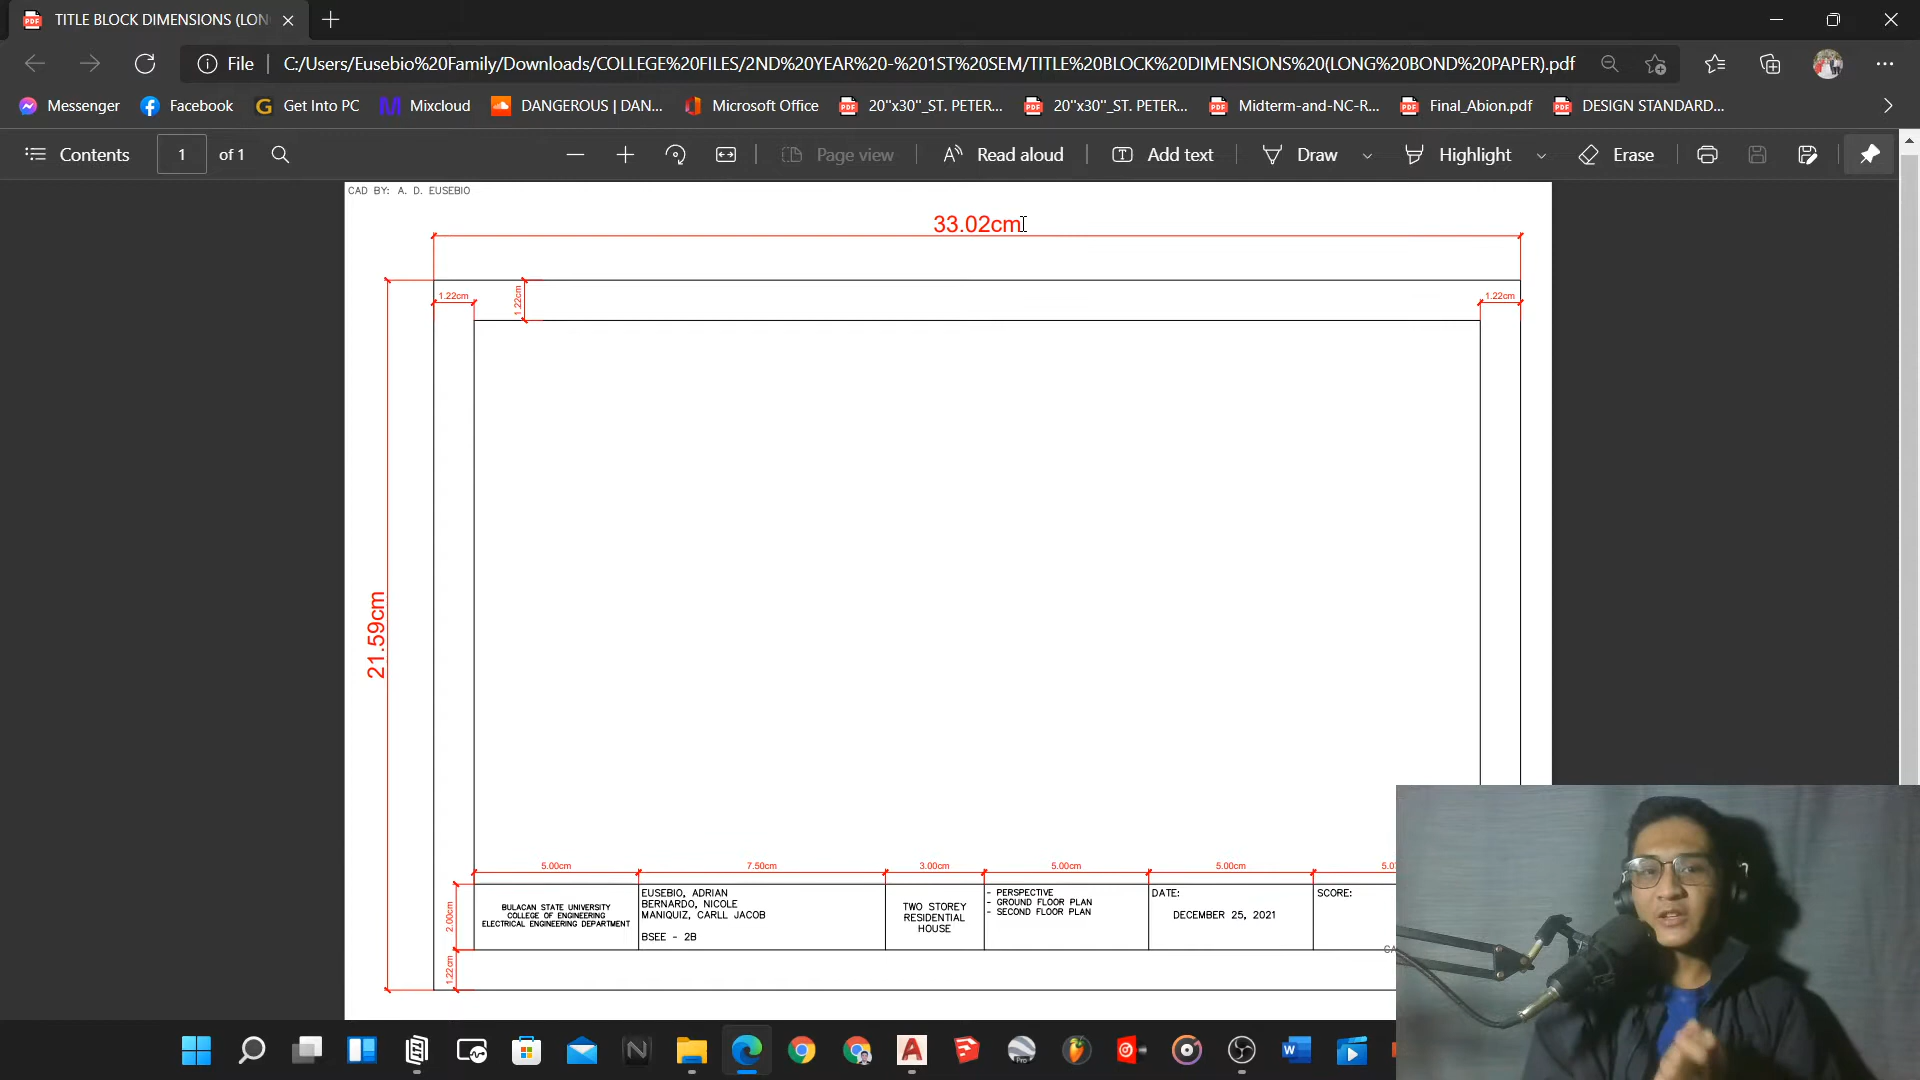 TITLE BLOCK DIMENSIONS (LON
File
C:/Users/Eusebio%20Family/Downloads/COLLEGE%20FILES/2ND%20YEAR%20-%201ST%20SEM/TITLE%20BLOCK%20DIMENSIONS%20(LONG%20BOND%20PAPER).pdf
Messenger Facebook Get Into PC Mixcloud DANGEROUS | DAN... Microsoft Office 20"x30"_ST. PETER... 20"x30"_ST. PETER... Midterm-and-NC-R... Final_Abion.pdf DESIGN STANDARD...
Contents 1 of 1 Page view Read aloud Add text Draw Highlight Erase
CAD BY: A. D. EUSEBIO
33.02cm
1.22cm
1.22cm
1.22cm
21.59cm
5.00cm 7.50cm 3.00cm 5.00cm 5.00cm
2.00cm
1.22cm
BULACAN STATE UNIVERSITY
COLLEGE OF ENGINEERING
ELECTRICAL ENGINEERING DEPARTMENT
EUSEBIO, ADRIAN
BERNARDO, NICOLE
MANIQUIZ, CARLL JACOB
BSEE - 2B
TWO STOREY
RESIDENTIAL
HOUSE
- PERSPECTIVE
- GROUND FLOOR PLAN
- SECOND FLOOR PLAN
DATE:
DECEMBER 25, 2021
SCORE: